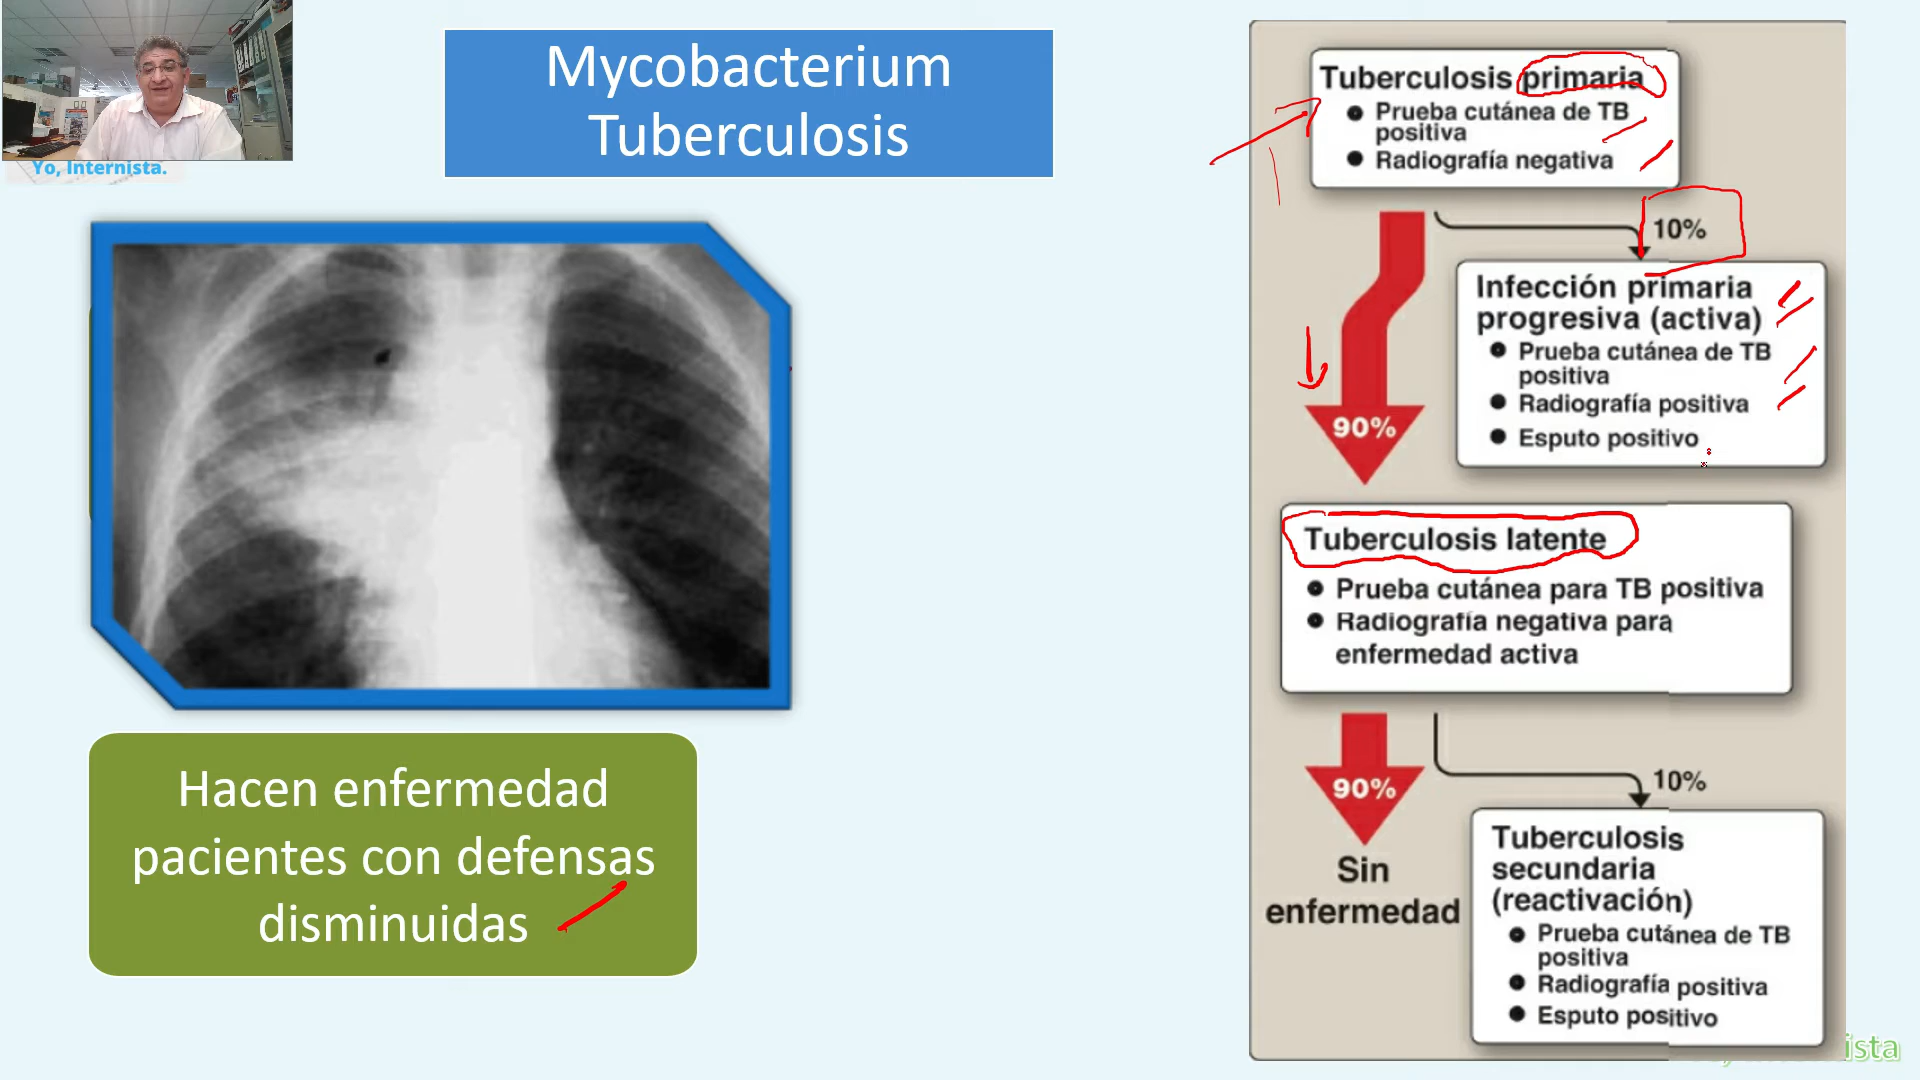 Yo, Internista.
Mycobacterium
Tuberculosis
Hacen enfermedad
pacientes con defensas
disminuidas
Tuberculosis primaria
Prueba cutánea de TB
positiva
Radiografía negativa
10%
Infección primaria
progresiva (activa)
Prueba cutánea de TB
positiva
Radiografía positiva
Esputo positivo
90%
Tuberculosis latente
Prueba cutánea para TB positiva
Radiografía negativa para
enfermedad activa
10%
90%
Sin
enfermedad
Tuberculosis
secundaria
(reactivación)
Prueba cutánea de TB
positiva
Radiografía positiva
Esputo positivo
ista